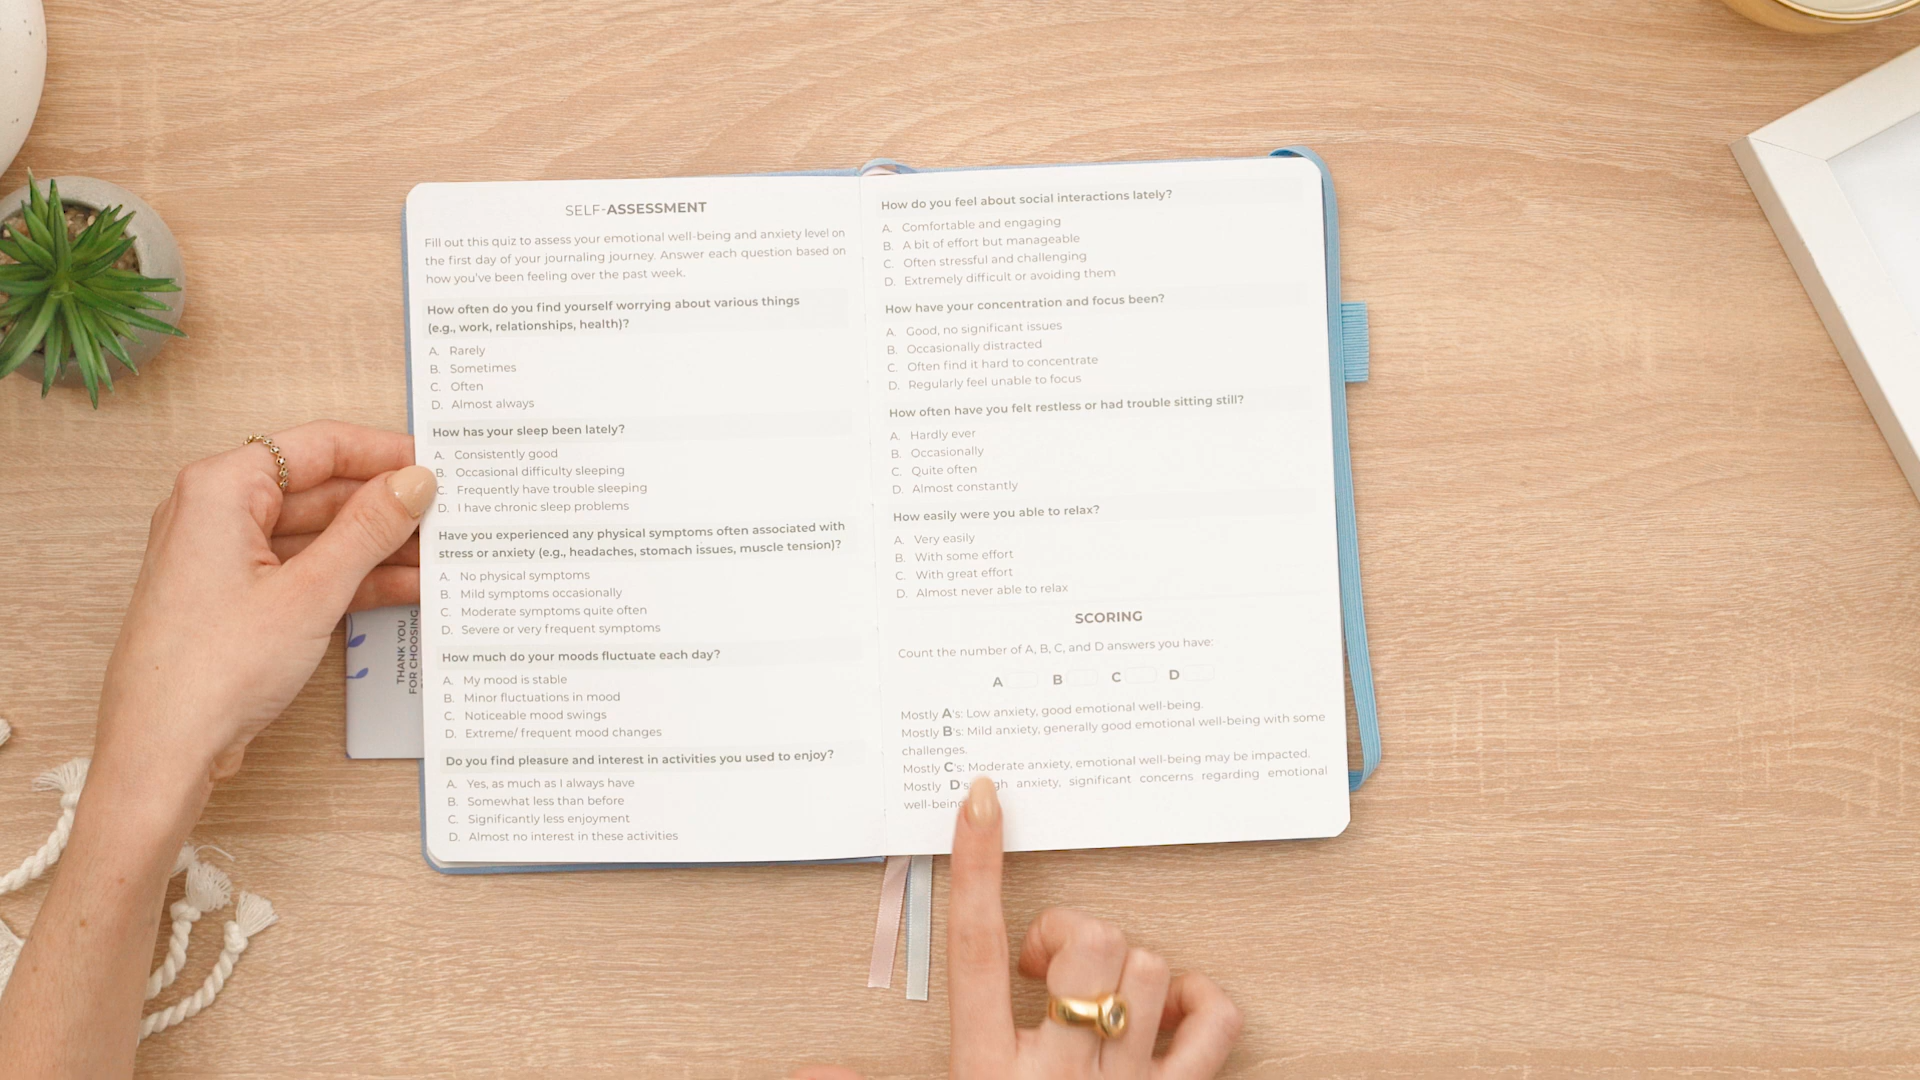 SELF-ASSESSMENT
Fill out this quiz to assess your emotional well-being and anxiety level on
the first day of your journaling journey. Answer each question based on
how you've been feeling over the past week.
How often do you find yourself worrying about various things
(e.g., work, relationships, health)?
A. Rarely
B. Sometimes
C. Often
D. Almost always
How has your sleep been lately?
A. Consistently good
B. Occasional difficulty sleeping
C. Frequently have trouble sleeping
D. I have chronic sleep problems
Have you experienced any physical symptoms often associated with
stress or anxiety (e.g., headaches, stomach issues, muscle tension)?
A. No physical symptoms
B. Mild symptoms occasionally
C. Moderate symptoms quite often
D. Severe or very frequent symptoms
How much do your moods fluctuate each day?
A. My mood is stable
B. Minor fluctuations in mood
C. Noticeable mood swings
D. Extreme/ frequent mood changes
Do you find pleasure and interest in activities you used to enjoy?
A. Yes, as much as I always have
B. Somewhat less than before
C. Significantly less enjoyment
D. Almost no interest in these activities
How do you feel about social interactions lately?
A. Comfortable and engaging
B. A bit of effort but manageable
C. Often stressful and challenging
D. Extremely difficult or avoiding them
How have your concentration and focus been?
A. Good, no significant issues
B. Occasionally distracted
C. Often find it hard to concentrate
D. Regularly feel unable to focus
How often have you felt restless or had trouble sitting still?
A. Hardly ever
B. Occasionally
C. Quite often
D. Almost constantly
How easily were you able to relax?
A. Very easily
B. With some effort
C. With great effort
D. Almost never able to relax
SCORING
Count the number of A, B, C, and D answers you have:
A B C D
Mostly A's: Low anxiety, good emotional well-being.
Mostly B's: Mild anxiety, generally good emotional well-being with some
challenges.
Mostly C's: Moderate anxiety, emotional well-being may be impacted.
Mostly D's: anxiety, significant concerns regarding emotional
well-being
THANK YOU
FOR CHOOSING